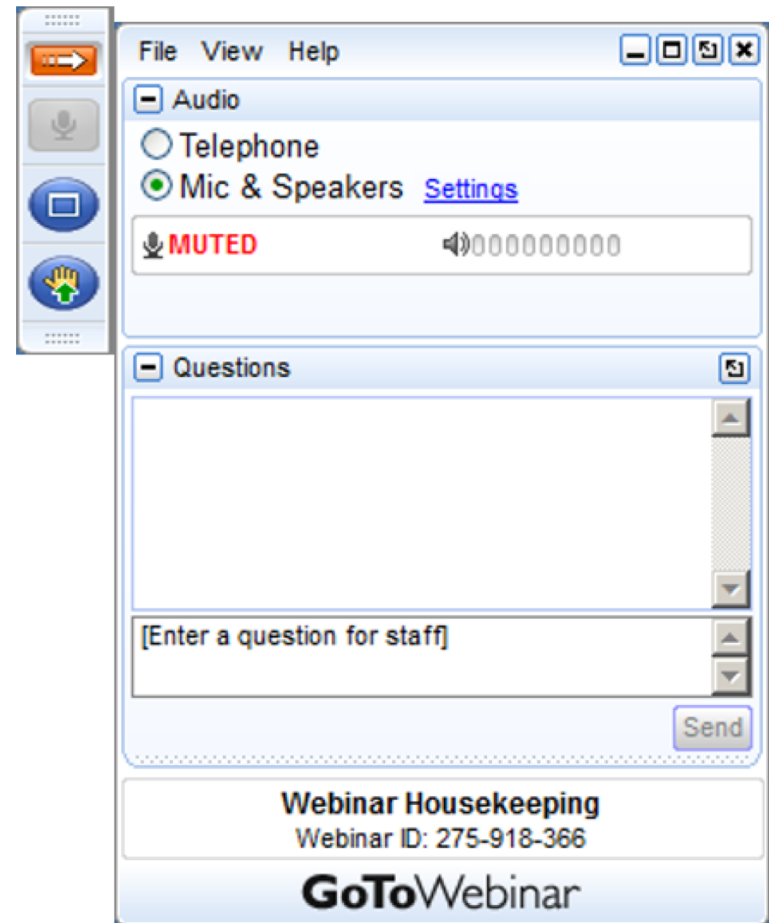 File View Help
Audio
Telephone
Mic & Speakers Settings
MUTED
Questions
[Enter a question for staff]
Send
Webinar Housekeeping
Webinar ID: 275-918-366
GoToWebinar